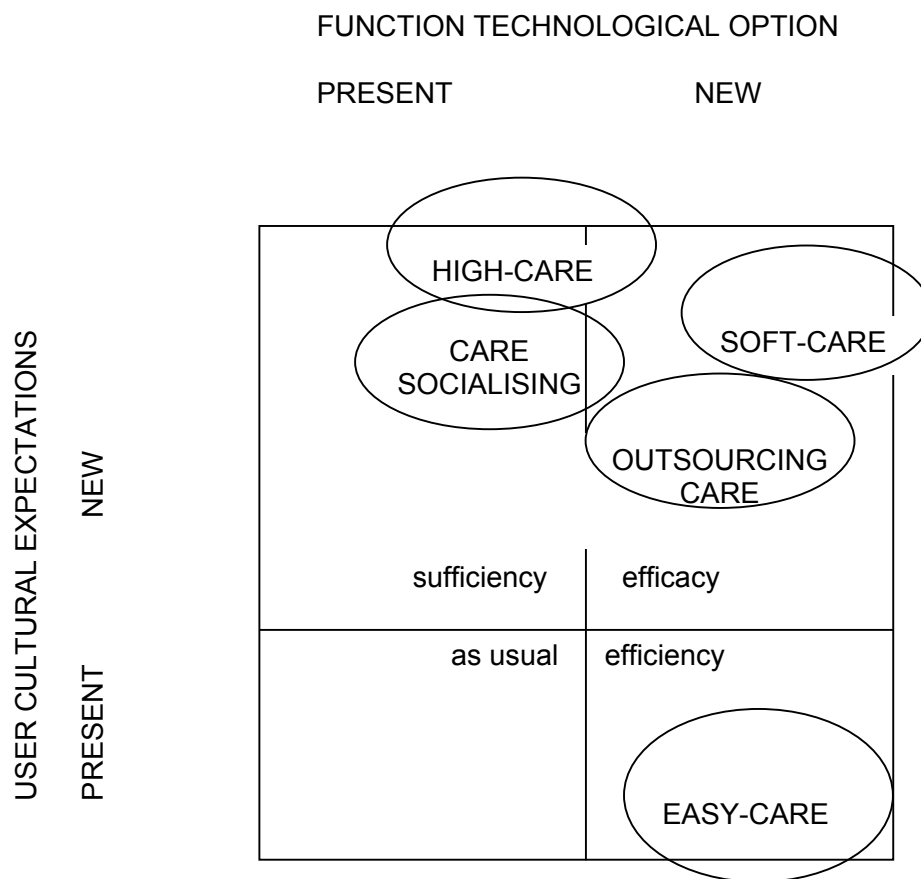 FUNCTION TECHNOLOGICAL OPTION
PRESENT NEW
HIGH-CARE
SOFT-CARE
CARE
SOCIALISING
OUTSOURCING
CARE
USER CULTURAL EXPECTATIONS
NEW
sufficiency efficacy
as usual efficiency
PRESENT
EASY-CARE